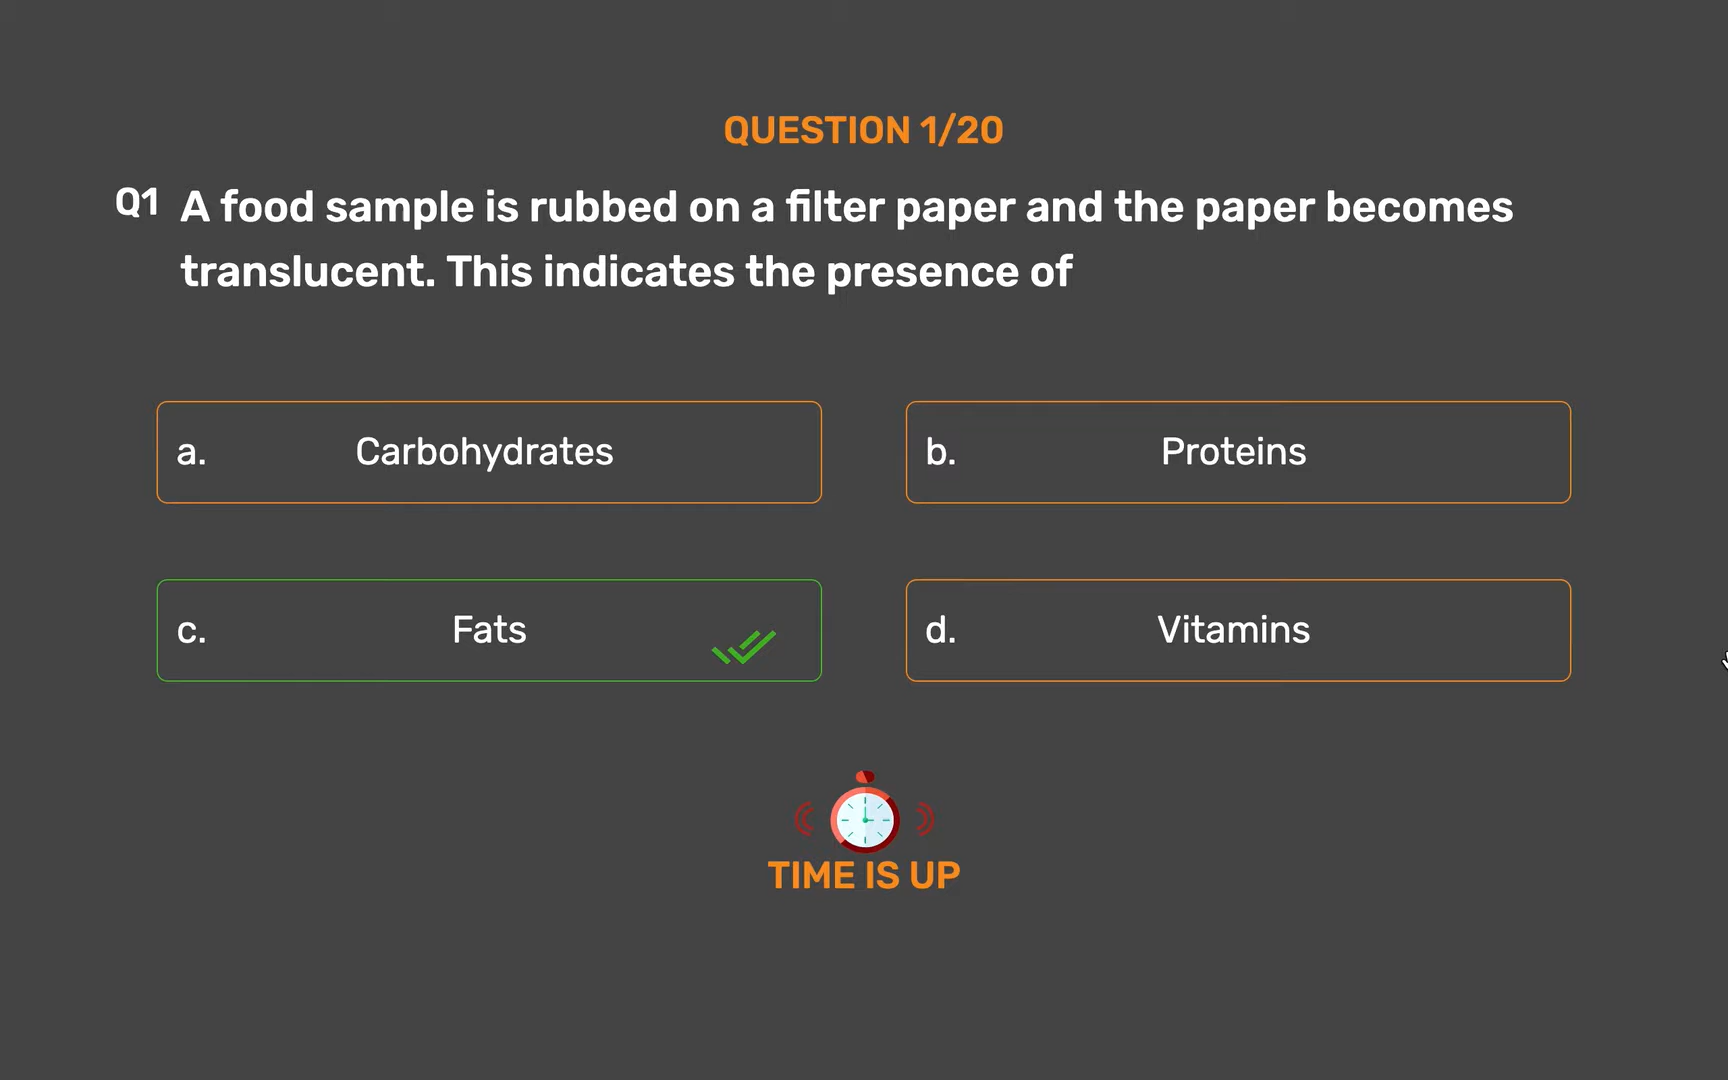 QUESTION 1/20
Q1 A food sample is rubbed on a filter paper and the paper becomes
translucent. This indicates the presence of
a. Carbohydrates
b. Proteins
c. Fats
d. Vitamins
TIME IS UP